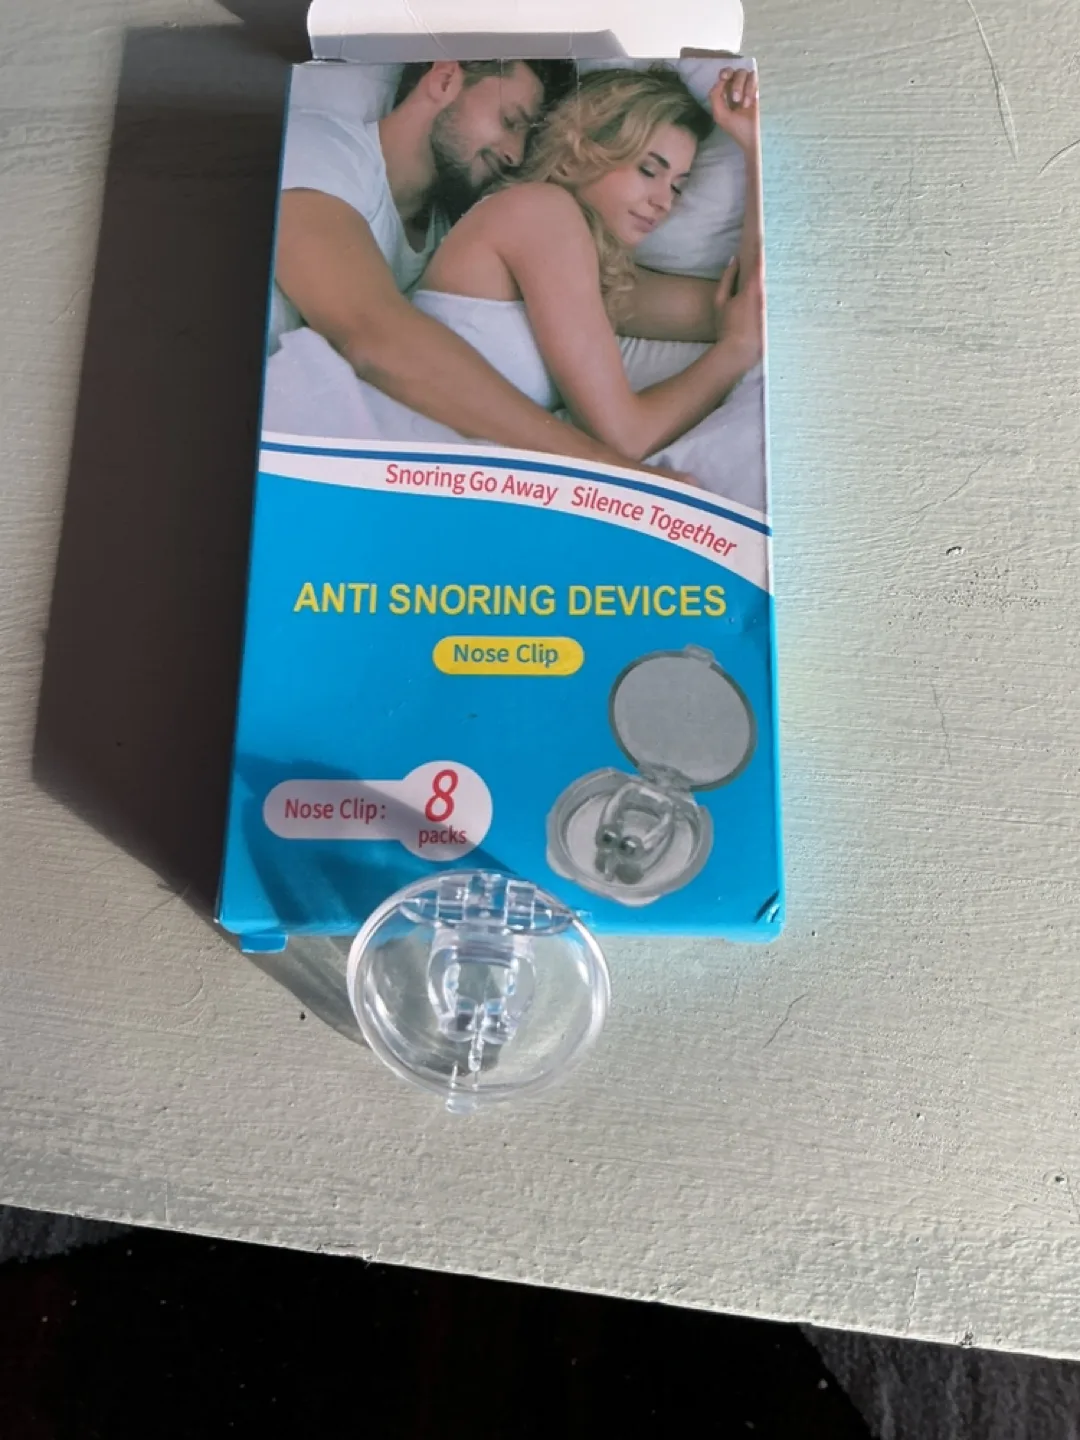 Snoring Go Away Silence Together
ANTI SNORING DEVICES
Nose Clip
Nose Clip: 8
packs